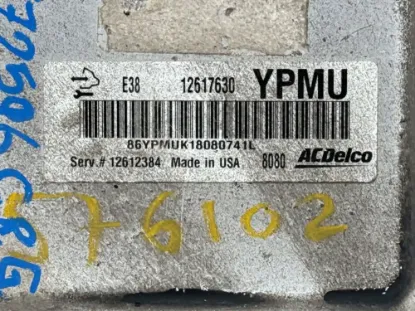 E38 12617630 YPMU
86YPMUK18080741L
Serv.# 12612384 Made in USA 8080 ACDelco
76102